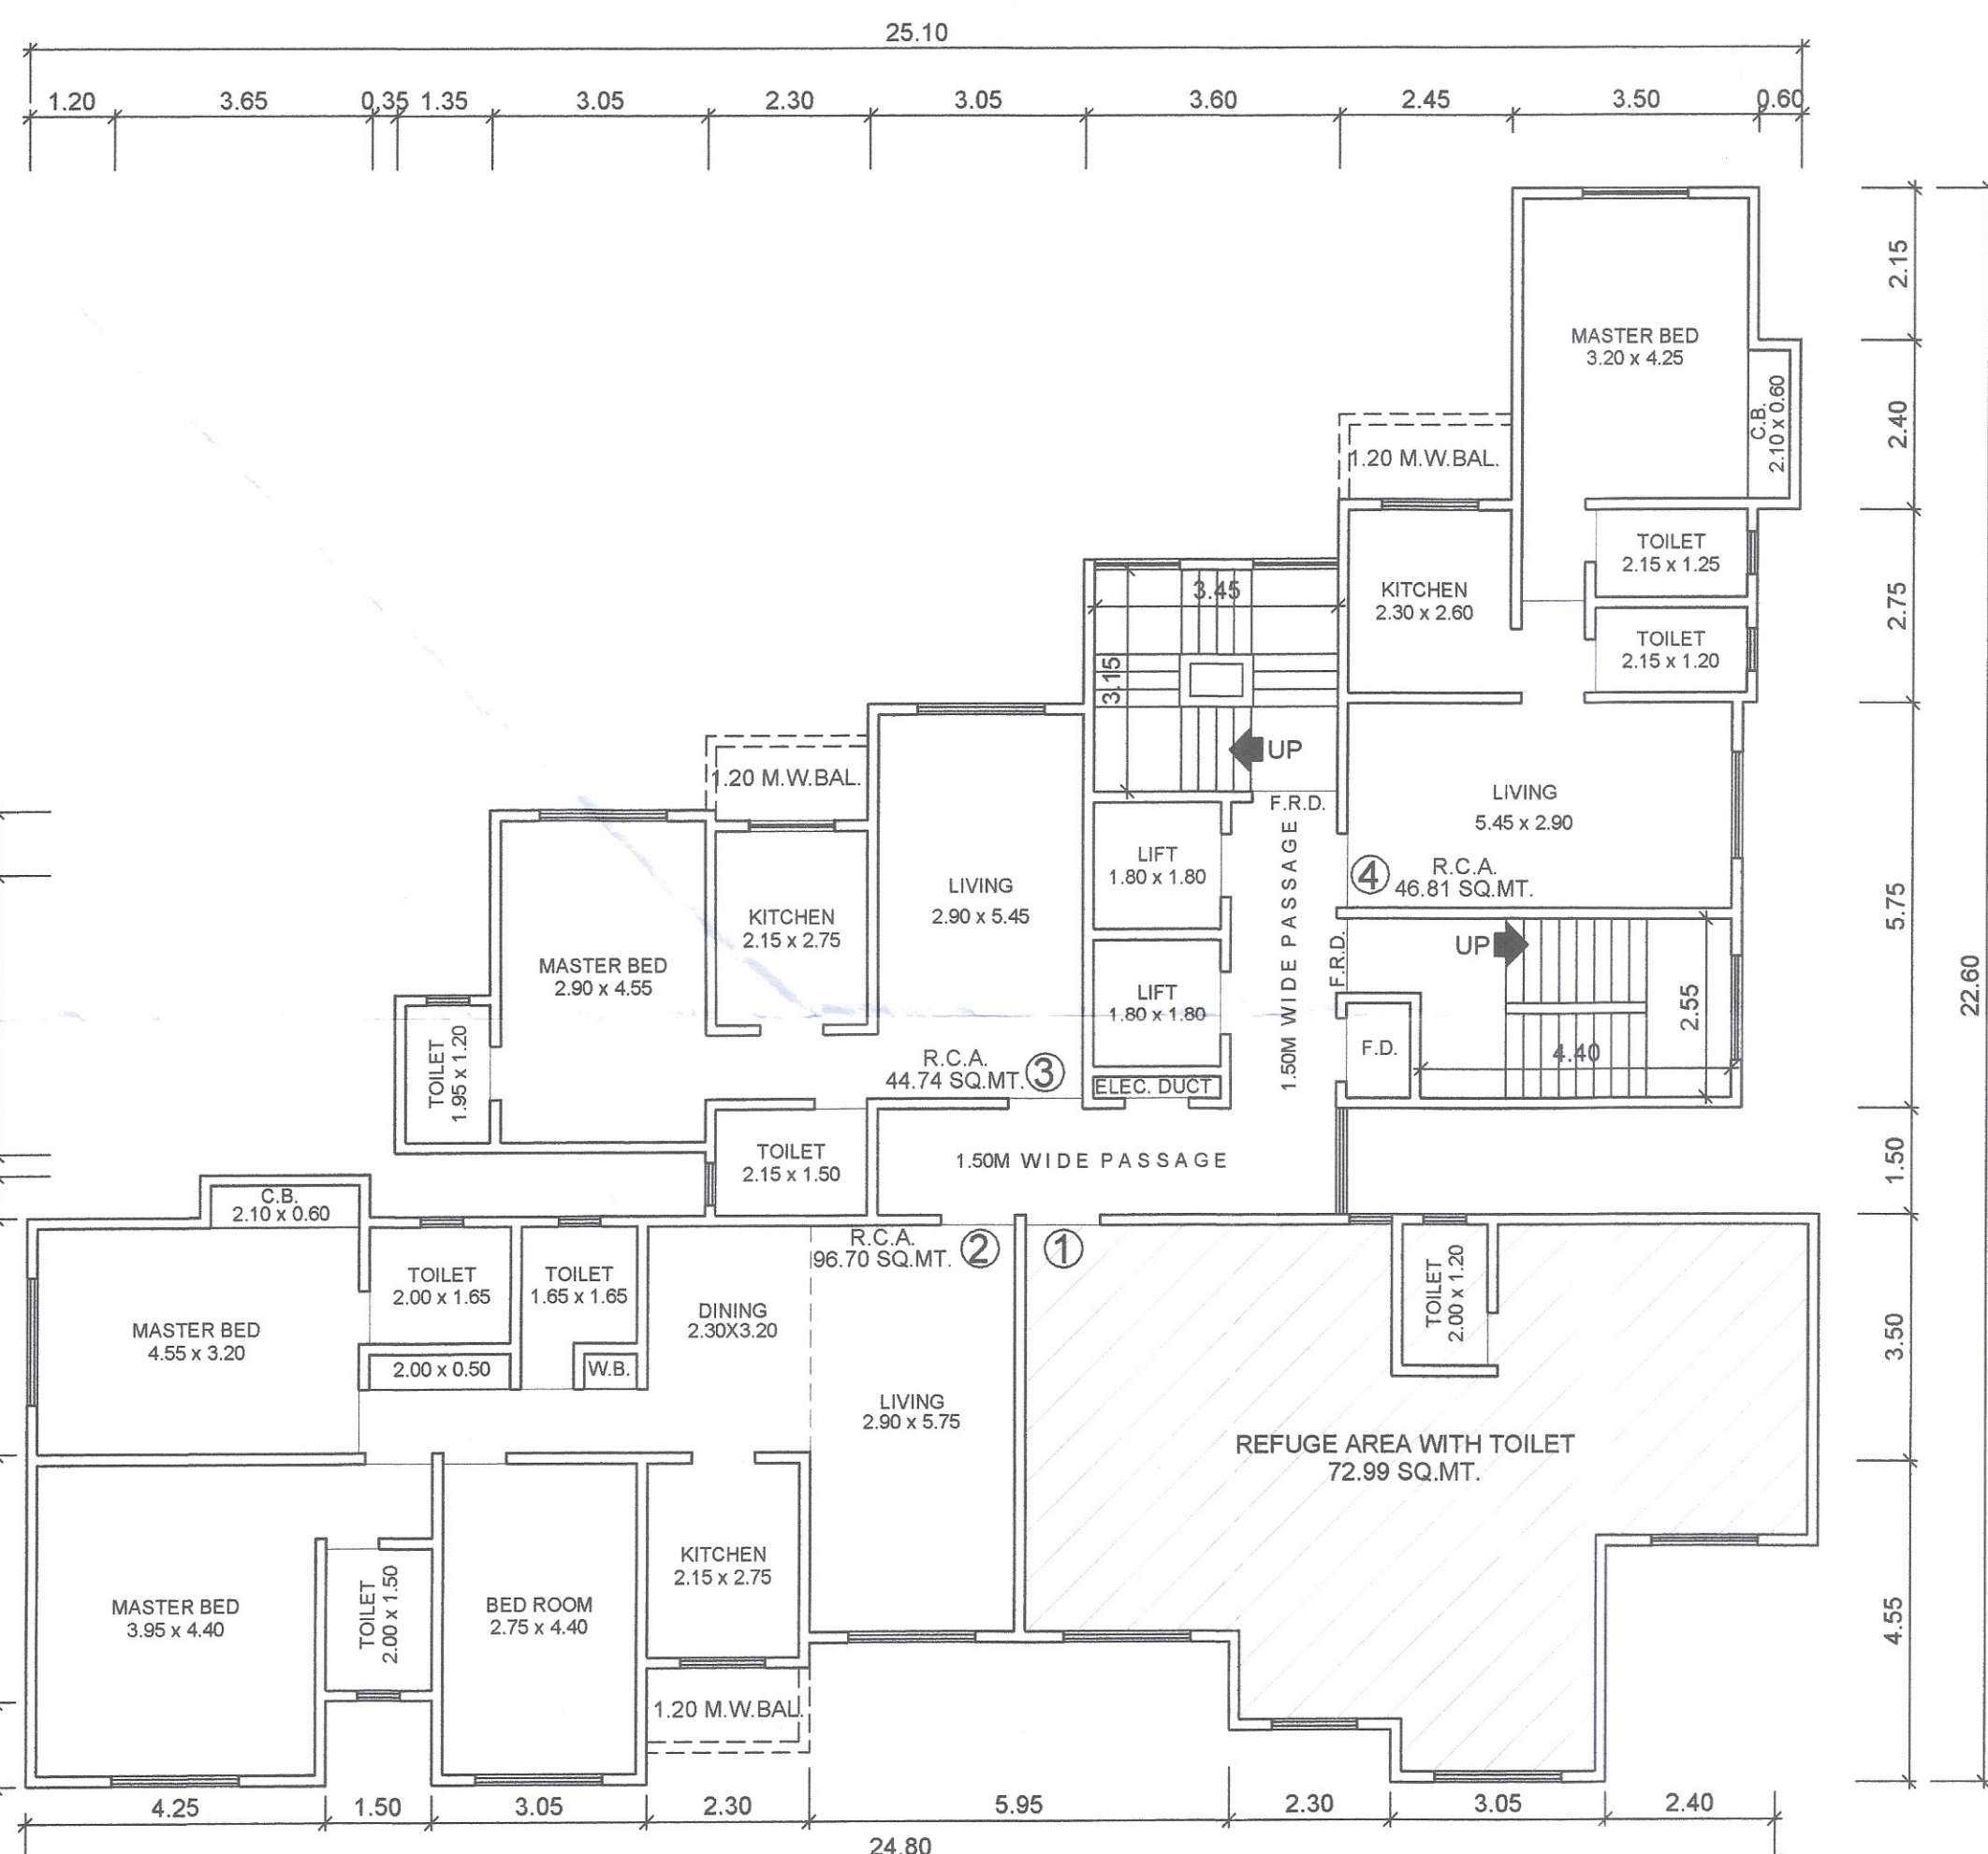 25.10
1.20 3.65 0.35 1.35 3.05 2.30 3.05 3.60 2.45 3.50 0.60
2.15
MASTER BED
3.20 x 4.25
C.B.
2.10 x 0.60
2.40
1.20 M.W.BAL.
TOILET
2.15 x 1.25
KITCHEN
2.30 x 2.60
2.75
TOILET
2.15 x 1.20
3.45
3.15
UP
F.R.D.
1.20 M.W.BAL.
LIVING
5.45 x 2.90
LIFT
1.80 x 1.80
1.50M WIDE PASSAGE
4
R.C.A.
46.81 SQ.MT.
LIVING
2.90 x 5.45
KITCHEN
2.15 x 2.75
5.75
MASTER BED
2.90 x 4.55
UP
F.R.D.
22.60
LIFT
1.80 x 1.80
2.55
TOILET
1.95 x 1.20
F.D.
4.40
R.C.A.
44.74 SQ.MT.
3
ELEC. DUCT
TOILET
2.15 x 1.50
1.50M WIDE PASSAGE
1.50
C.B.
2.10 x 0.60
R.C.A.
96.70 SQ.MT.
2
1
TOILET
2.00 x 1.65
TOILET
1.65 x 1.65
TOILET
2.00 x 1.20
DINING
2.30X3.20
MASTER BED
4.55 x 3.20
3.50
2.00 x 0.50
W.B.
LIVING
2.90 x 5.75
REFUGE AREA WITH TOILET
72.99 SQ.MT.
KITCHEN
2.15 x 2.75
MASTER BED
3.95 x 4.40
TOILET
2.00 x 1.50
BED ROOM
2.75 x 4.40
4.55
1.20 M.W.BAL.
4.25 1.50 3.05 2.30 5.95 2.30 3.05 2.40
24.80